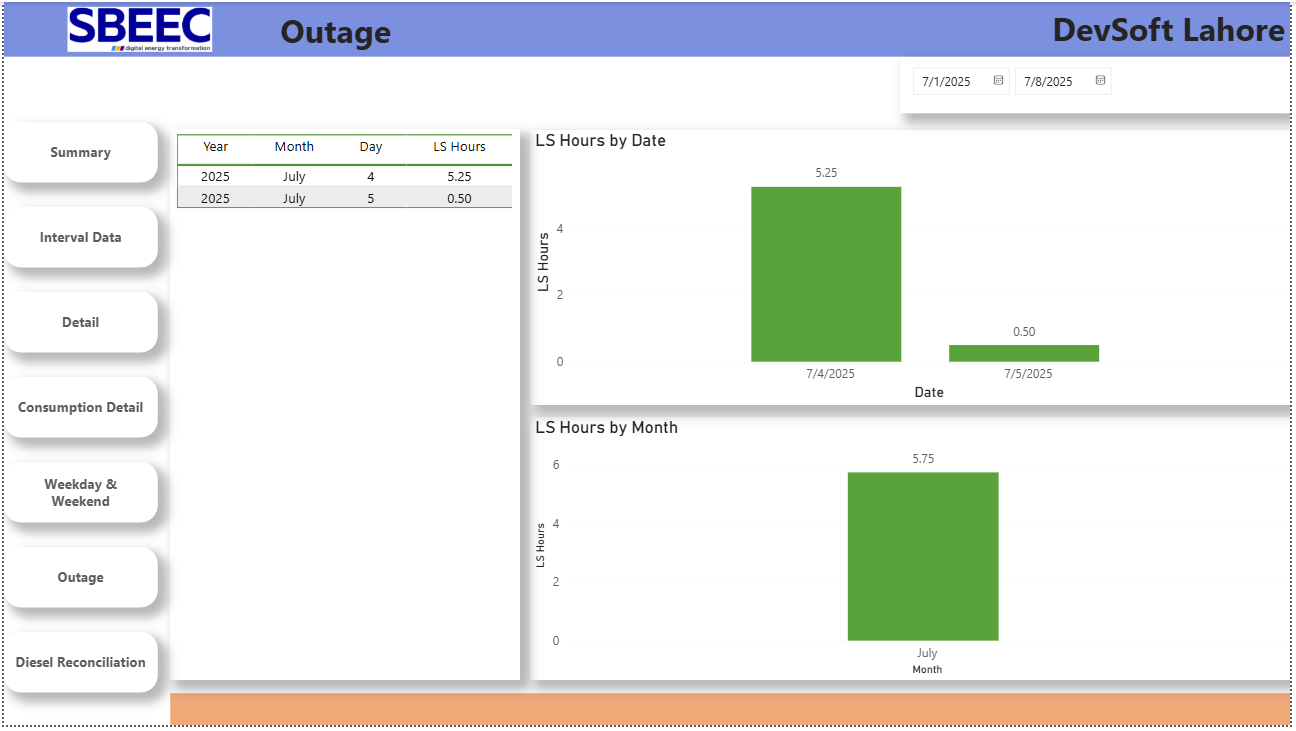 SBEEC
digital energy transformation
Outage
DevSoft Lahore
7/1/2025 7/8/2025
Summary
Interval Data
Detail
Consumption Detail
Weekday &
Weekend
Outage
Diesel Reconciliation
Year Month Day LS Hours
2025 July 4 5.25
2025 July 5 0.50
LS Hours by Date
LS Hours
4
2
0
5.25
0.50
7/4/2025 7/5/2025
Date
LS Hours by Month
LS Hours
6
4
2
0
5.75
July
Month